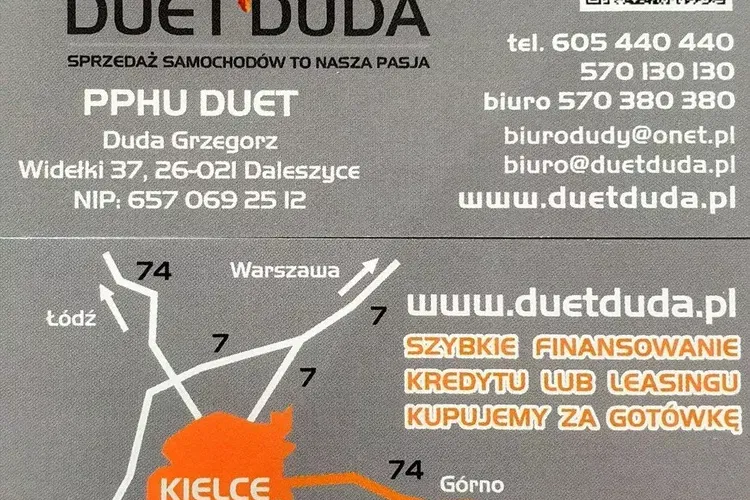 DUET DUDA
SPRZEDAŻ SAMOCHODÓW TO NASZA PASJA
PPHU DUET
Duda Grzegorz
Widełki 37, 26-021 Daleszyce
NIP: 657 069 25 12
tel. 605 440 440
570 130 130
biuro 570 380 380
biurodudy@onet.pl
biuro@duetduda.pl
www.duetduda.pl
74
Warszawa
Łódź
7
7
7
www.duetduda.pl
SZYBKIE FINANSOWANIE
KREDYTU LUB LEASINGU
KUPUJEMY ZA GOTÓWKĘ
KIELCE
74
Górno